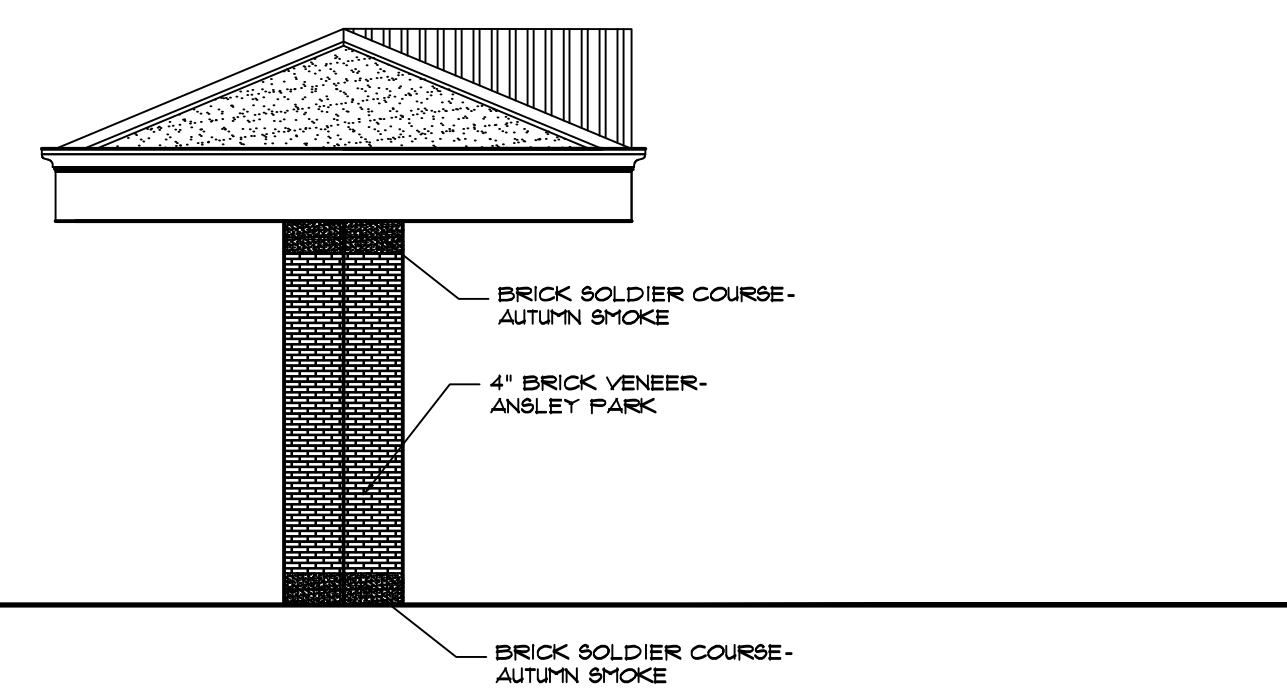 BRICK SOLDIER COURSE-
AUTUMN SMOKE
4" BRICK VENEER-
ANSLEY PARK
BRICK SOLDIER COURSE-
AUTUMN SMOKE